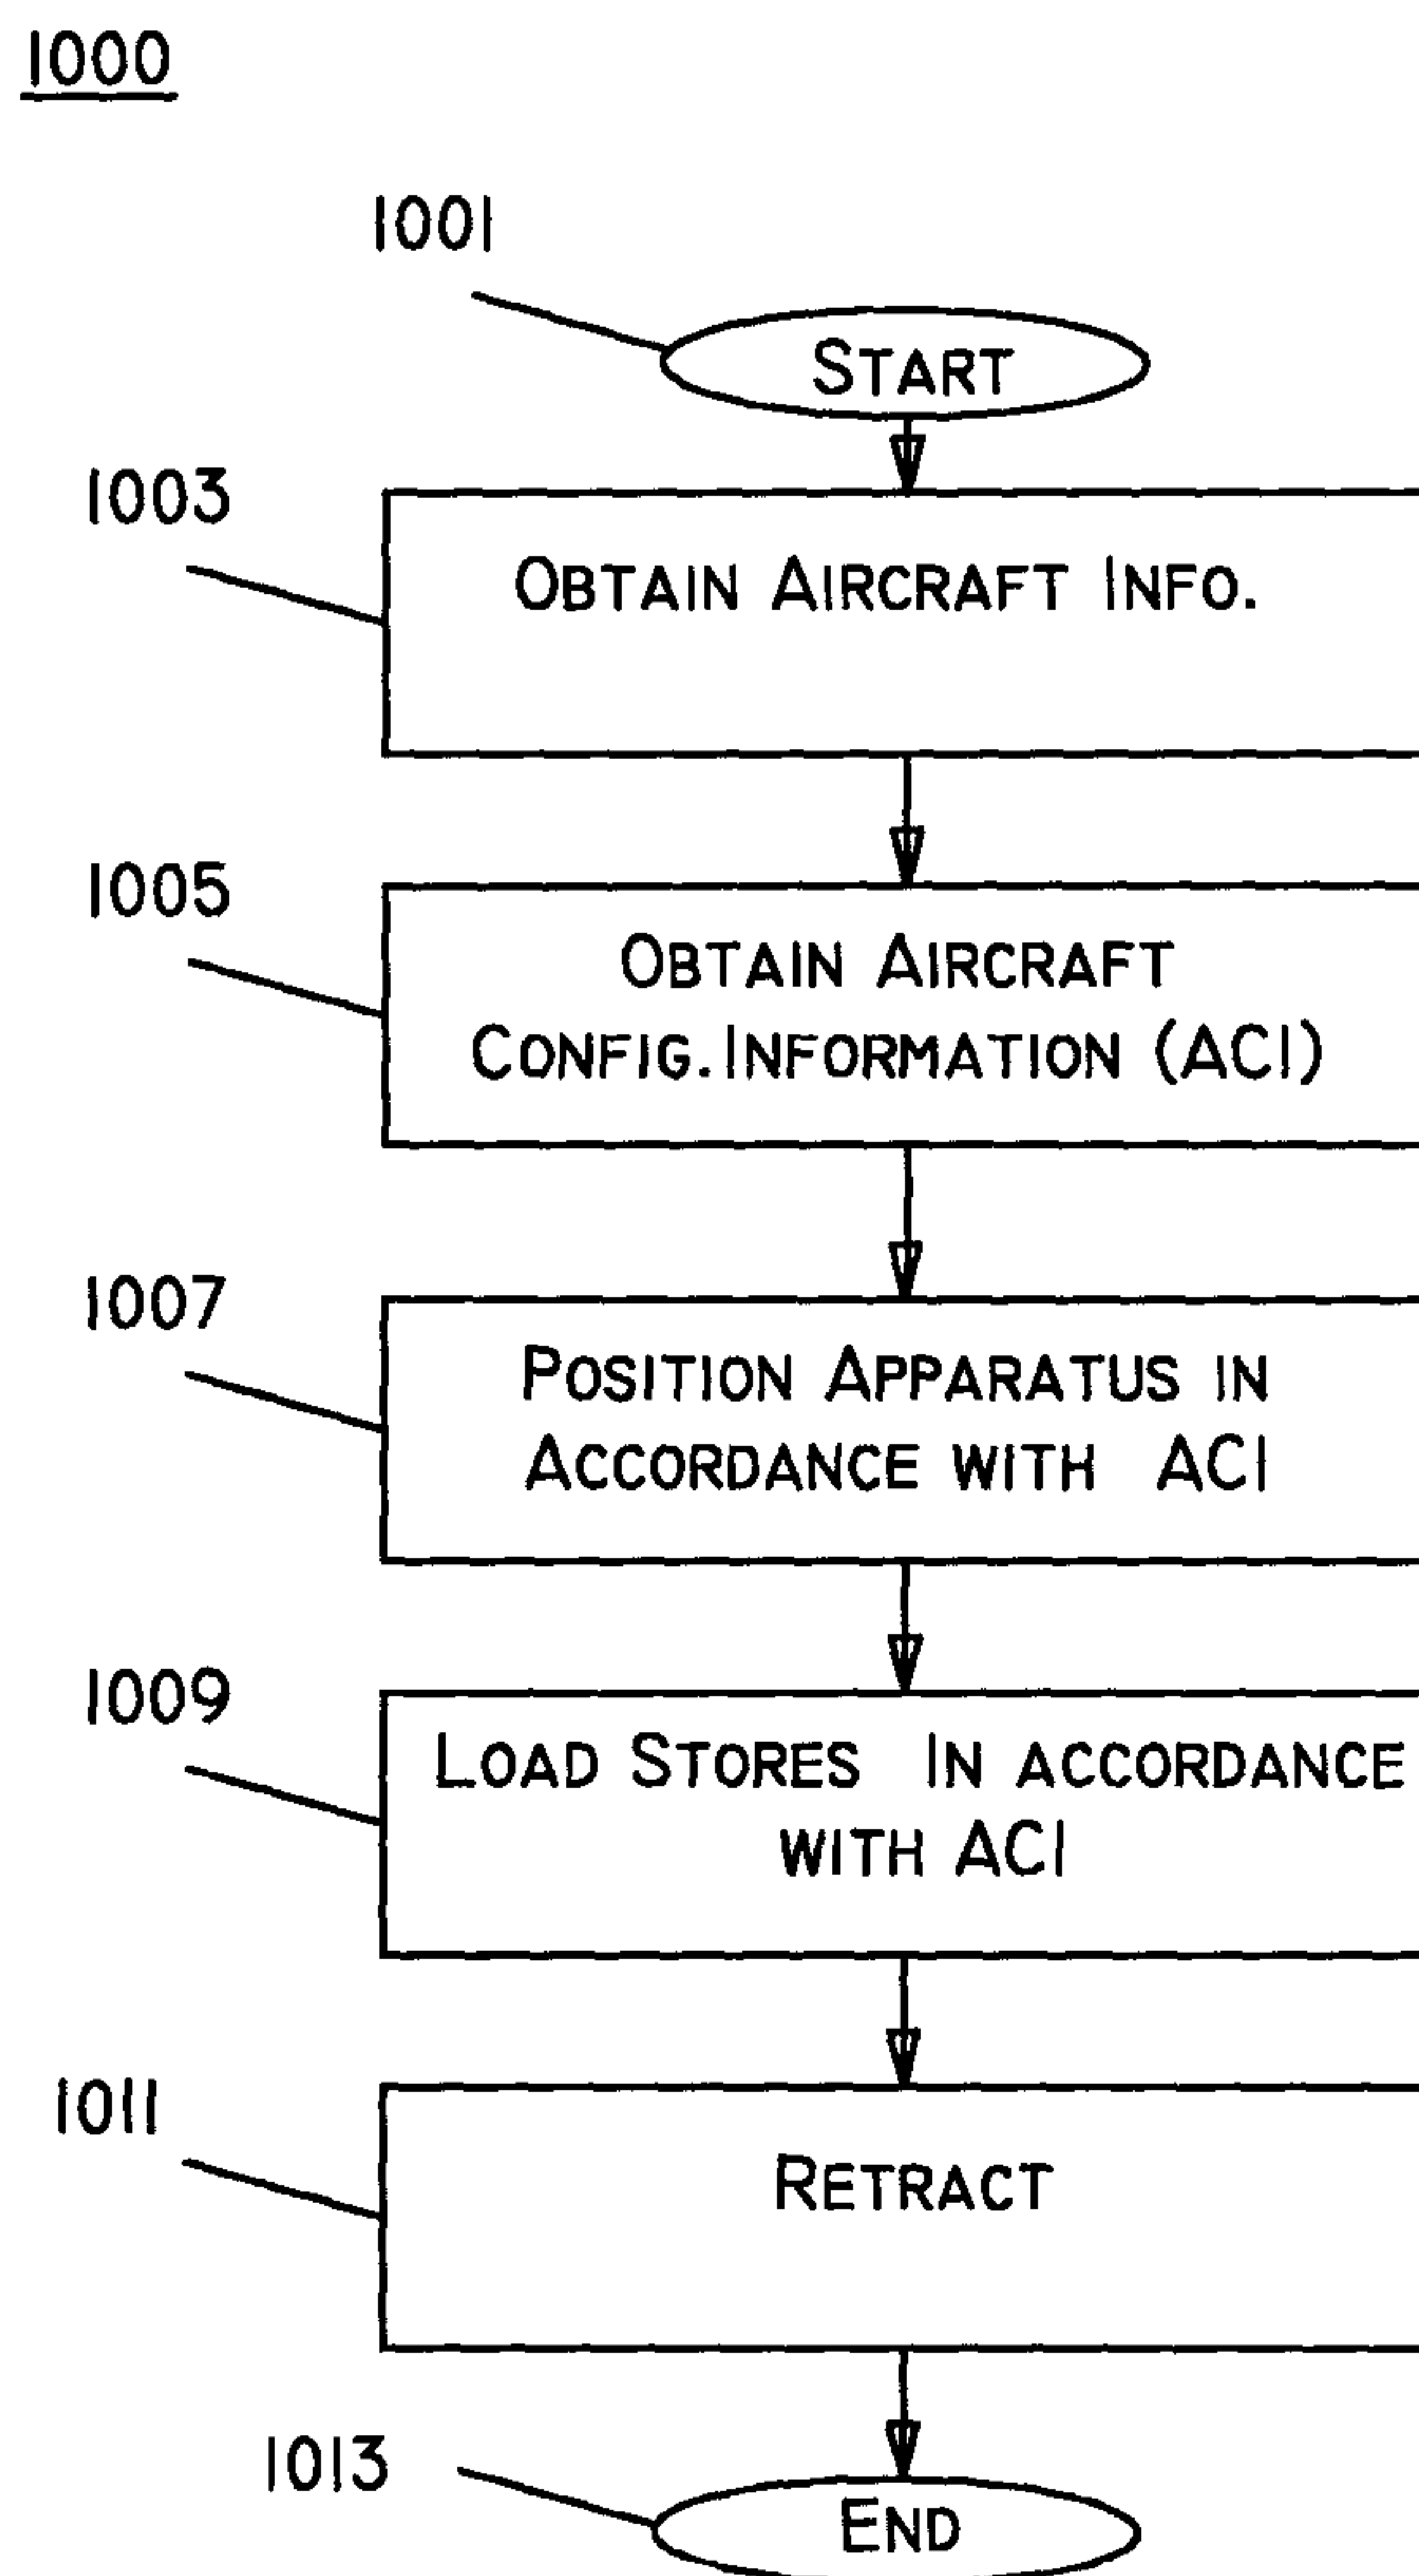 1000
1001
START
1003
OBTAIN AIRCRAFT INFO.
1005
OBTAIN AIRCRAFT
CONFIG. INFORMATION (ACI)
1007
POSITION APPARATUS IN
ACCORDANCE WITH ACI
1009
LOAD STORES IN ACCORDANCE
WITH ACI
1011
RETRACT
1013
END